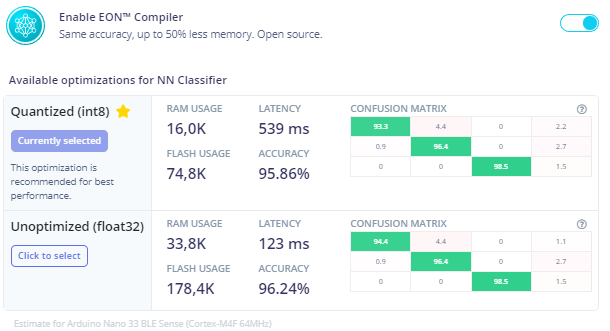 Enable EON™ Compiler
Same accuracy, up to 50% less memory. Open source.
Available optimizations for NN Classifier
Quantized (int8)
Currently selected
This optimization is
recommended for best
performance.
RAM USAGE
16,0K
LATENCY
539 ms
FLASH USAGE
74,8K
ACCURACY
95.86%
CONFUSION MATRIX ?
93.3 4.4 0 2.2
0.9 96.4 0 2.7
0 0 98.5 1.5
Unoptimized (float32)
Click to select
RAM USAGE
33,8K
LATENCY
123 ms
FLASH USAGE
178,4K
ACCURACY
96.24%
CONFUSION MATRIX ?
94.4 4.4 0 1.1
0.9 96.4 0 2.7
0 0 98.5 1.5
Estimate for Arduino Nano 33 BLE Sense (Cortex-M4F 64MHz)